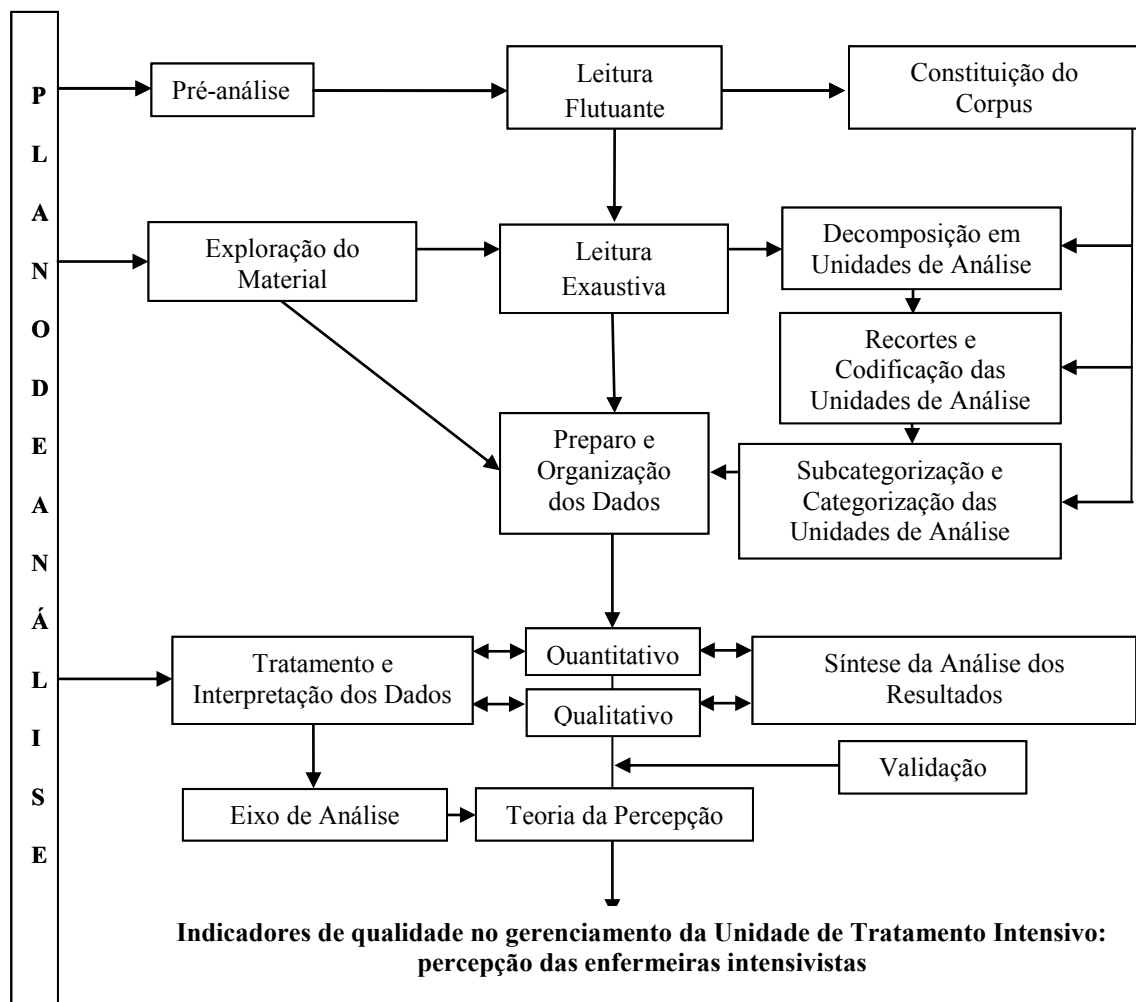 P
L
A
N
O
D
E
A
N
Á
L
I
S
E
Pré-análise
Leitura
Flutuante
Constituição do
Corpus
Exploração do
Material
Leitura
Exaustiva
Decomposição em
Unidades de Análise
Recortes e
Codificação das
Unidades de Análise
Preparo e
Organização
dos Dados
Subcategorização e
Categorização das
Unidades de Análise
Tratamento e
Interpretação dos Dados
Quantitativo
Qualitativo
Síntese da Análise dos
Resultados
Validação
Eixo de Análise
Teoria da Percepção
Indicadores de qualidade no gerenciamento da Unidade de Tratamento Intensivo:
percepção das enfermeiras intensivistas